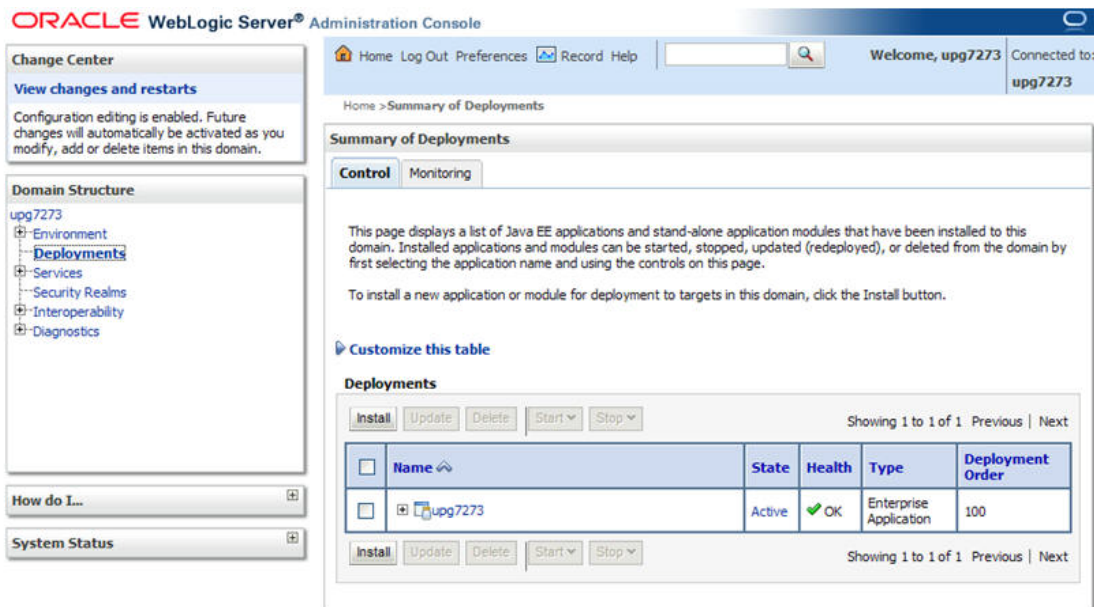 ORACLE WebLogic Server® Administration Console
Change Center
View changes and restarts
Configuration editing is enabled. Future
changes will automatically be activated as you
modify, add or delete items in this domain.
Domain Structure
upg7273
Environment
Deployments
Services
Security Realms
Interoperability
Diagnostics
How do I...
System Status
Home Log Out Preferences Record Help
Welcome, upg7273
Connected to:
upg7273
Home >Summary of Deployments
Summary of Deployments
Control Monitoring
This page displays a list of Java EE applications and stand-alone application modules that have been installed to this
domain. Installed applications and modules can be started, stopped, updated (redeployed), or deleted from the domain by
first selecting the application name and using the controls on this page.
To install a new application or module for deployment to targets in this domain, click the Install button.
Customize this table
Deployments
Install Update Delete Start Stop Showing 1 to 1 of 1 Previous | Next
Name State Health Type Deployment
Order
upg7273 Active OK Enterprise
Application 100
Install Update Delete Start Stop Showing 1 to 1 of 1 Previous | Next